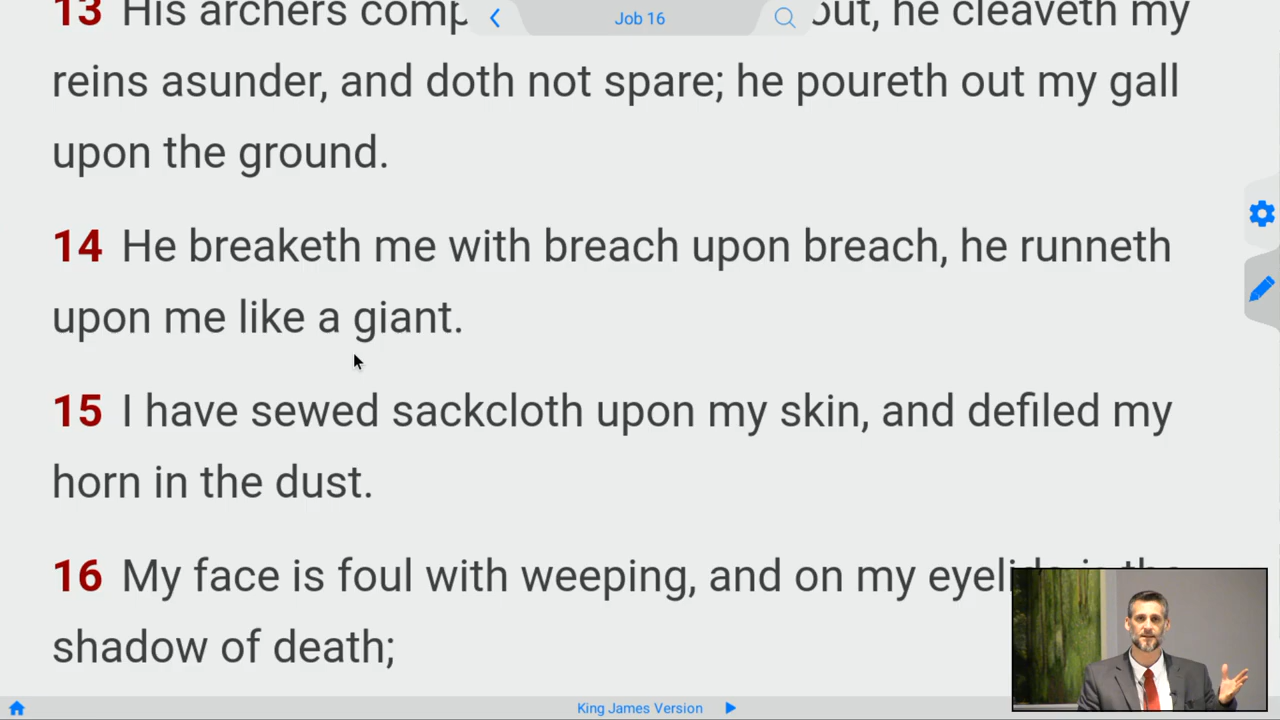 Job 16
13 His archers comp out, he cleaveth my
reins asunder, and doth not spare; he poureth out my gall
upon the ground.
14 He breaketh me with breach upon breach, he runneth
upon me like a giant.
15 I have sewed sackcloth upon my skin, and defiled my
horn in the dust.
16 My face is foul with weeping, and on my
shadow of death;
King James Version